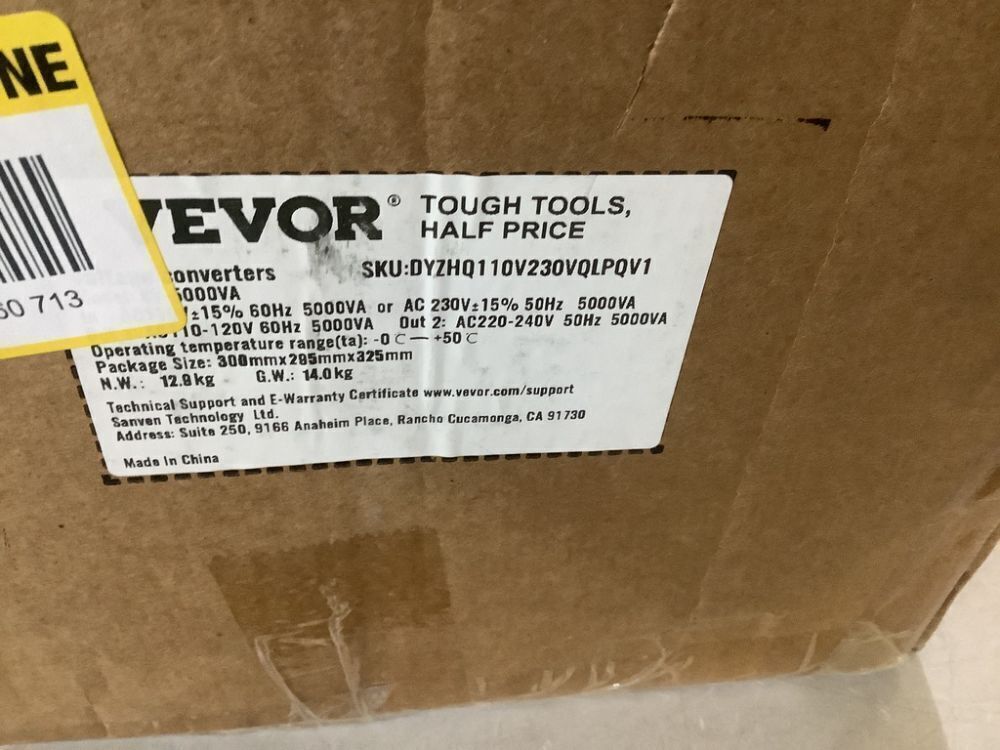 NE
713
VEVOR® TOUGH TOOLS,
HALF PRICE
converters SKU:DYZHQ110V230VQLPQV1
5000VA
±15% 60Hz 5000VA or AC 230V±15% 50Hz 5000VA
10-120V 60Hz 5000VA Out 2: AC220-240V 50Hz 5000VA
Operating temperature range(ta): -0℃—+50℃
Package Size: 300mmx295mmx325mm
N.W.: 12.9kg G.W.: 14.0kg
Technical Support and E-Warranty Certificate www.vevor.com/support
Sanven Technology Ltd.
Address: Suite 250, 9166 Anaheim Place, Rancho Cucamonga, CA 91730
Made In China